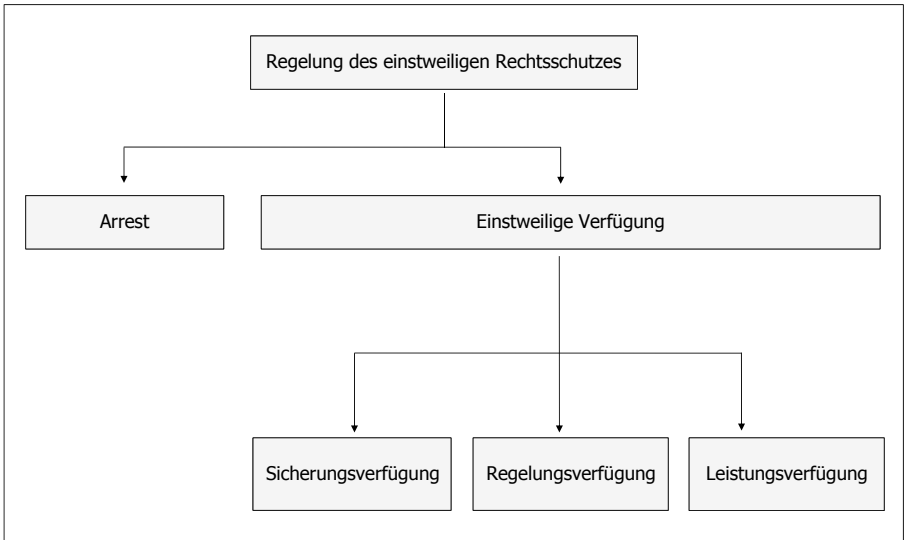 Regelung des einstweiligen Rechtsschutzes
Arrest
Einstweilige Verfügung
Sicherungsverfügung
Regelungsverfügung
Leistungsverfügung